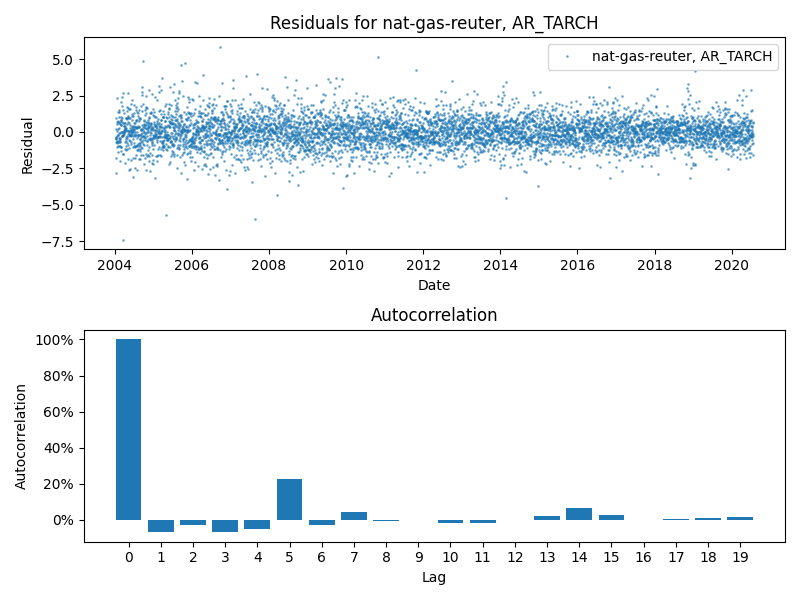 Residuals for nat-gas-reuter, AR_TARCH
nat-gas-reuter, AR_TARCH
5.0
2.5
0.0
−2.5
−5.0
−7.5
Residual
2004 2006 2008 2010 2012 2014 2016 2018 2020
Date
Autocorrelation
100%
80%
60%
40%
20%
0%
Autocorrelation
0 1 2 3 4 5 6 7 8 9 10 11 12 13 14 15 16 17 18 19
Lag